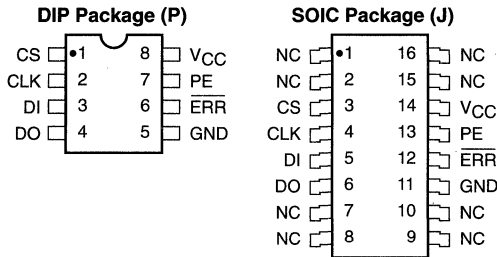 DIP Package (P)
CS 1 8 VCC
CLK 2 7 PE
DI 3 6 ERR
DO 4 5 GND
SOIC Package (J)
NC 1 16 NC
NC 2 15 NC
CS 3 14 VCC
CLK 4 13 PE
DI 5 12 ERR
DO 6 11 GND
NC 7 10 NC
NC 8 9 NC